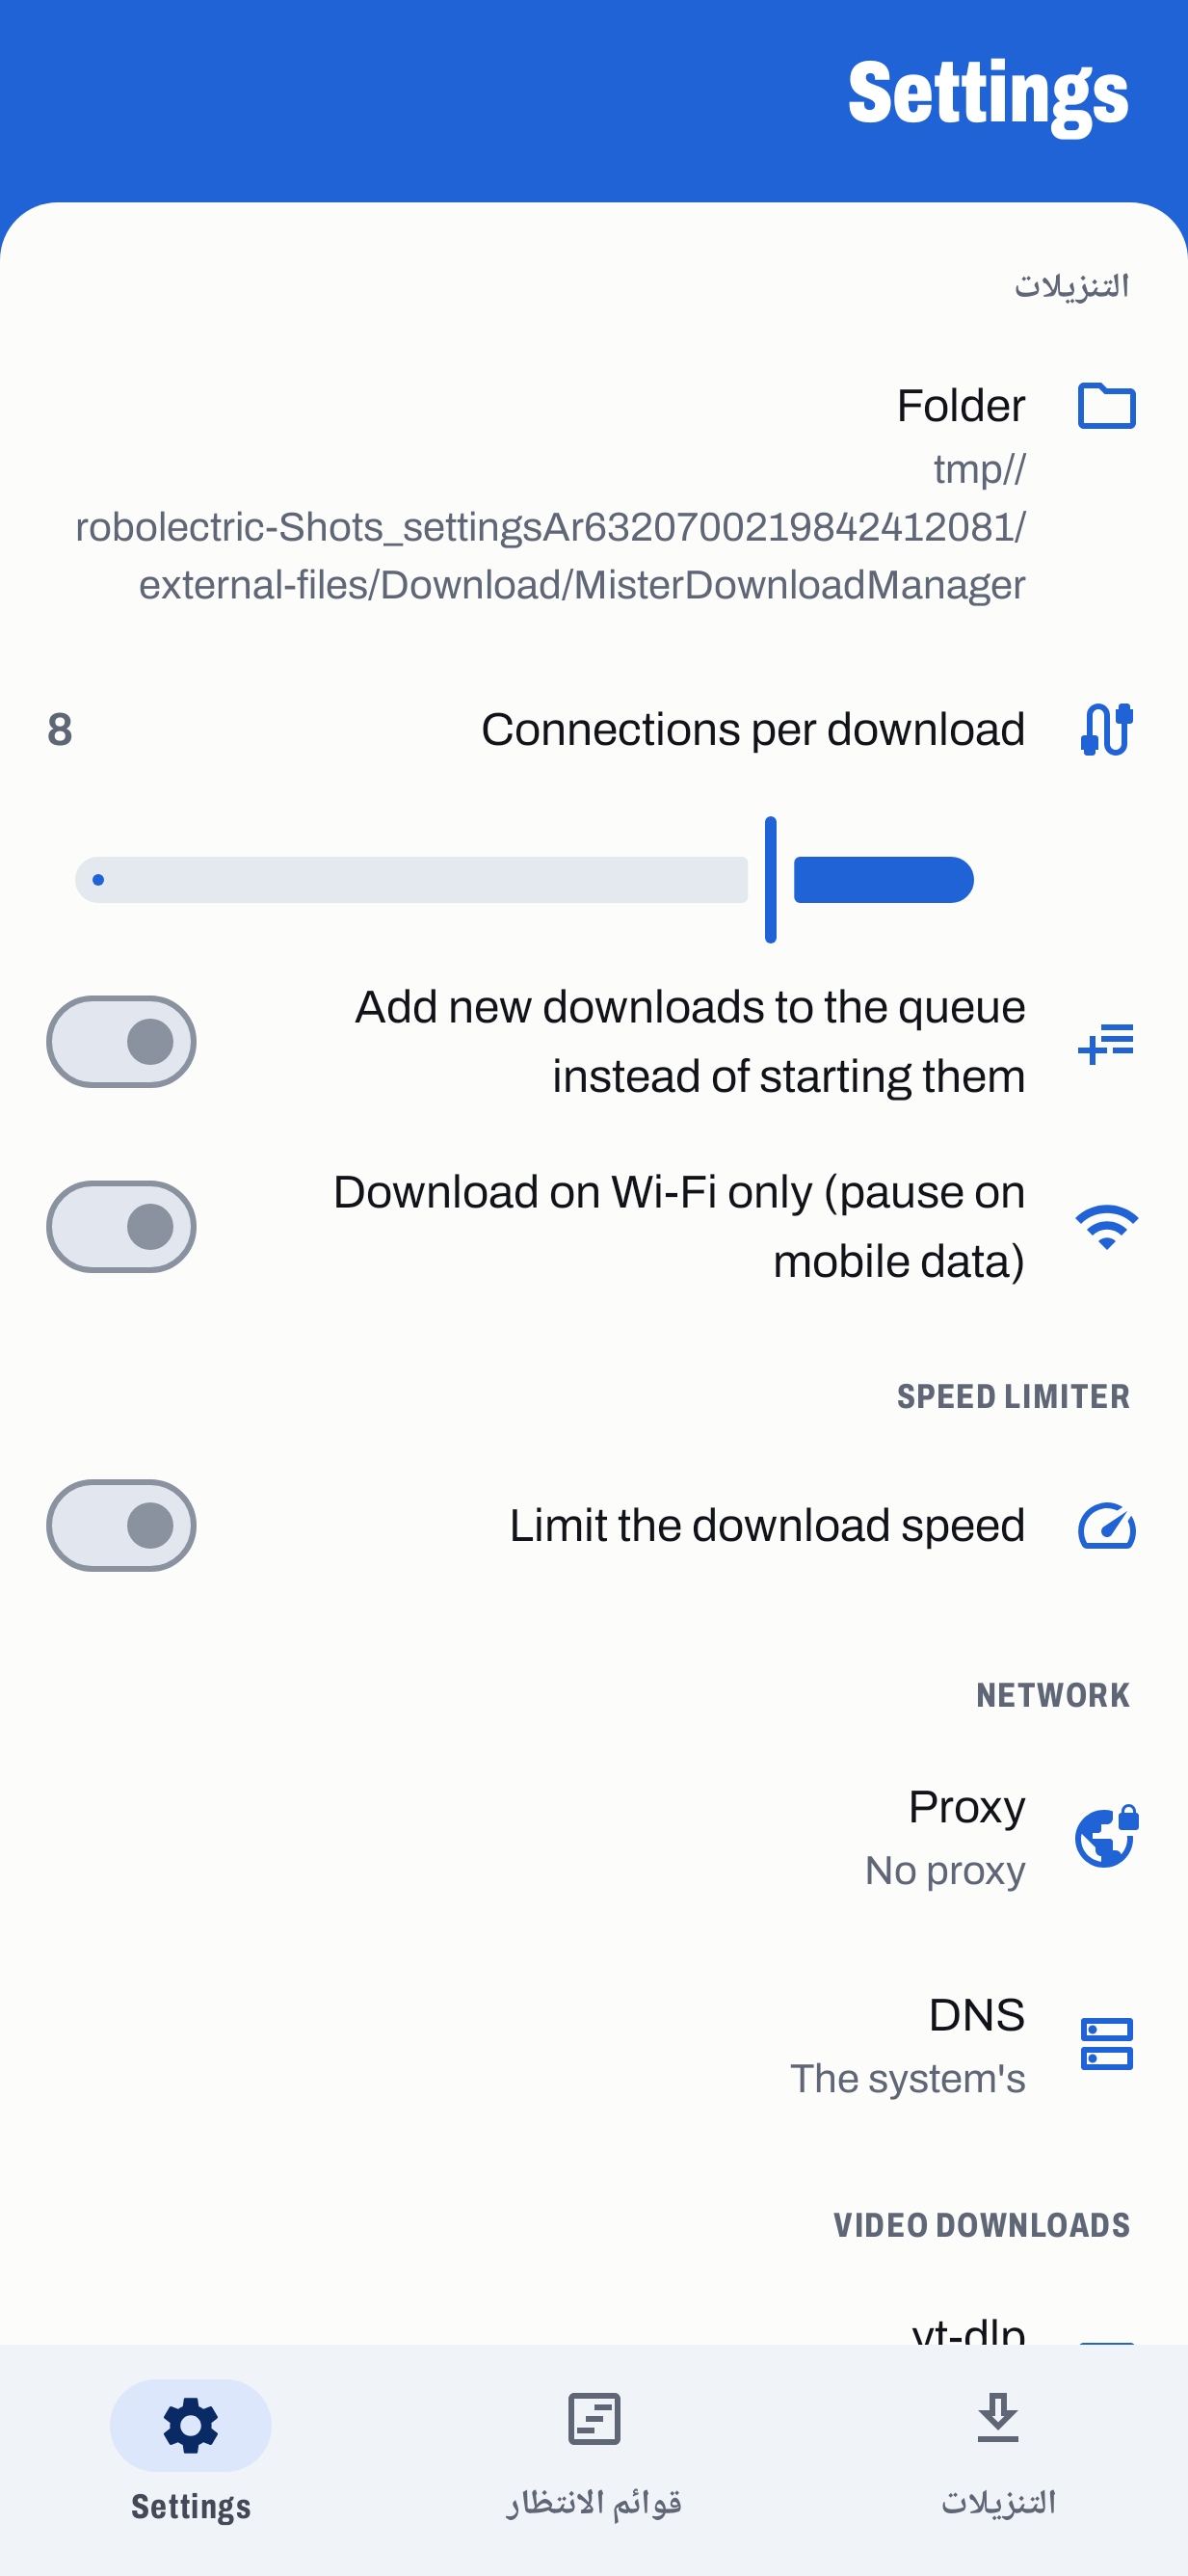 Settings
التنزيلات
Folder
tmp//
robolectric-Shots_settingsAr6320700219842412081/
external-files/Download/MisterDownloadManager
Connections per download
8
Add new downloads to the queue
instead of starting them
Download on Wi-Fi only (pause on
mobile data)
SPEED LIMITER
Limit the download speed
NETWORK
Proxy
No proxy
DNS
The system's
VIDEO DOWNLOADS
yt-dlp
التنزيلات
قوائم الانتظار
Settings